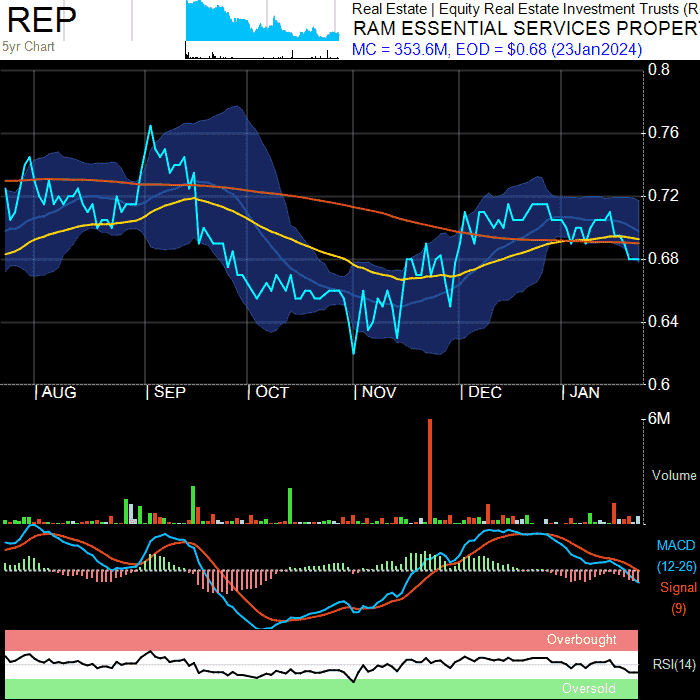 REP
5yr Chart
Real Estate | Equity Real Estate Investment Trusts (R
RAM ESSENTIAL SERVICES PROPER
MC = 353.6M, EOD = $0.68 (23Jan2024)
0.8
0.76
0.72
0.68
0.64
0.6
| AUG | SEP | OCT | NOV | DEC | JAN
6M
Volume
MACD
(12-26)
Signal
(9)
Overbought
RSI(14)
Oversold